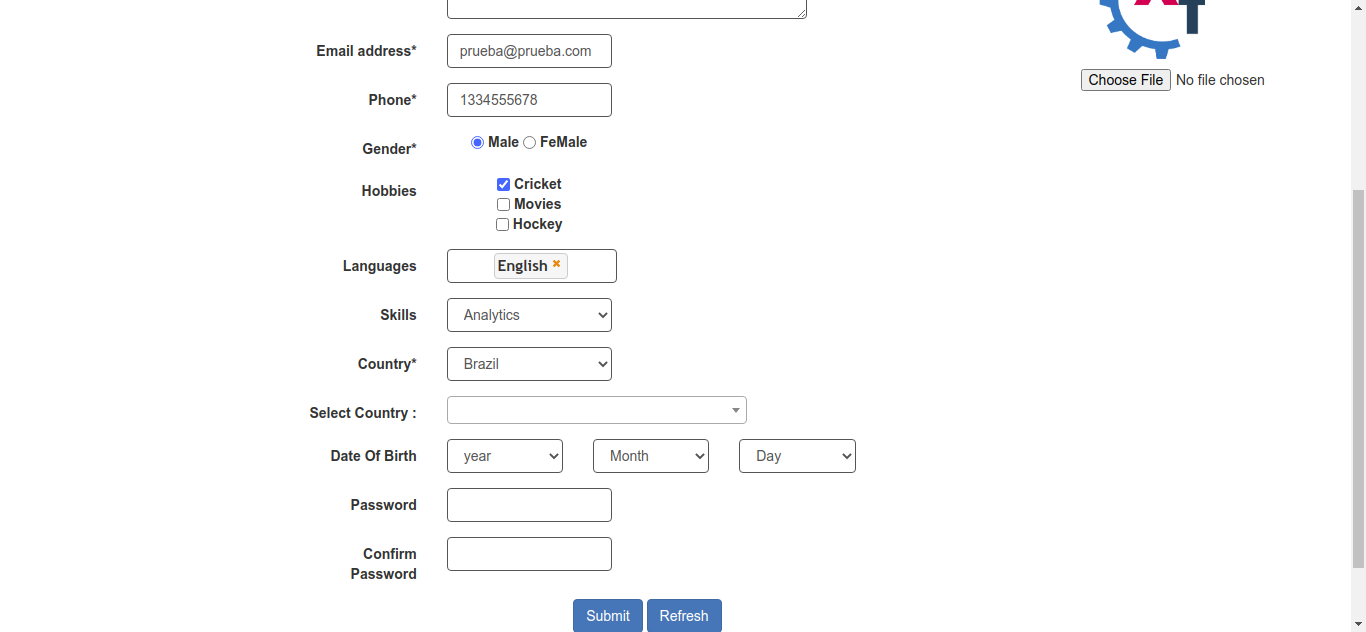 Email address*
prueba@prueba.com
Choose File No file chosen
Phone*
1334555678
Gender*
Male FeMale
Hobbies
Cricket
Movies
Hockey
Languages
English
Skills
Analytics
Country*
Brazil
Select Country :
Date Of Birth
year Month Day
Password
Confirm
Password
Submit Refresh